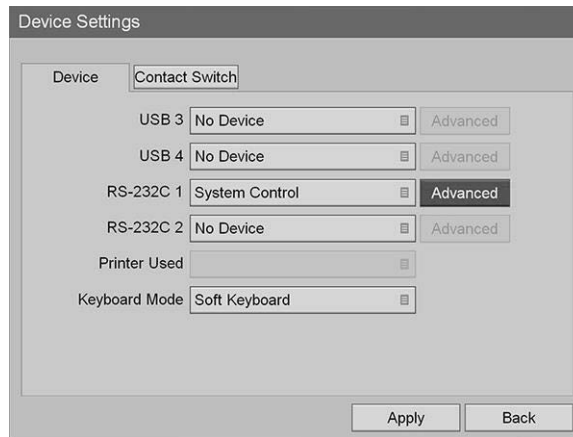 Device Settings
Device Contact Switch
USB 3 No Device Advanced
USB 4 No Device Advanced
RS-232C 1 System Control Advanced
RS-232C 2 No Device Advanced
Printer Used
Keyboard Mode Soft Keyboard
Apply Back